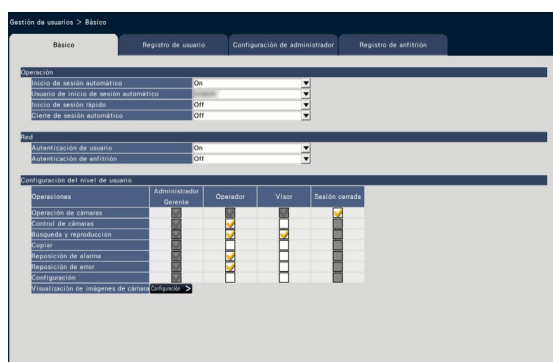 Gestión de usuarios > Básico
Básico
Registro de usuario
Configuración de administrador
Registro de anfitrión
Operación
Inicio de sesión automático On
Usuario de inicio de sesión automático
Inicio de sesión rápido Off
Cierre de sesión automático Off
Red
Autenticación de usuario On
Autenticación de anfitrión Off
Configuración del nivel de usuario
Operaciones Administrador Gerente Operador Visor Sesión cerrada
Operación de cámaras
Control de cámaras
Búsqueda y reproducción
Copiar
Reposición de alarma
Reposición de error
Configuración
Visualización de imágenes de cámara Configuración >